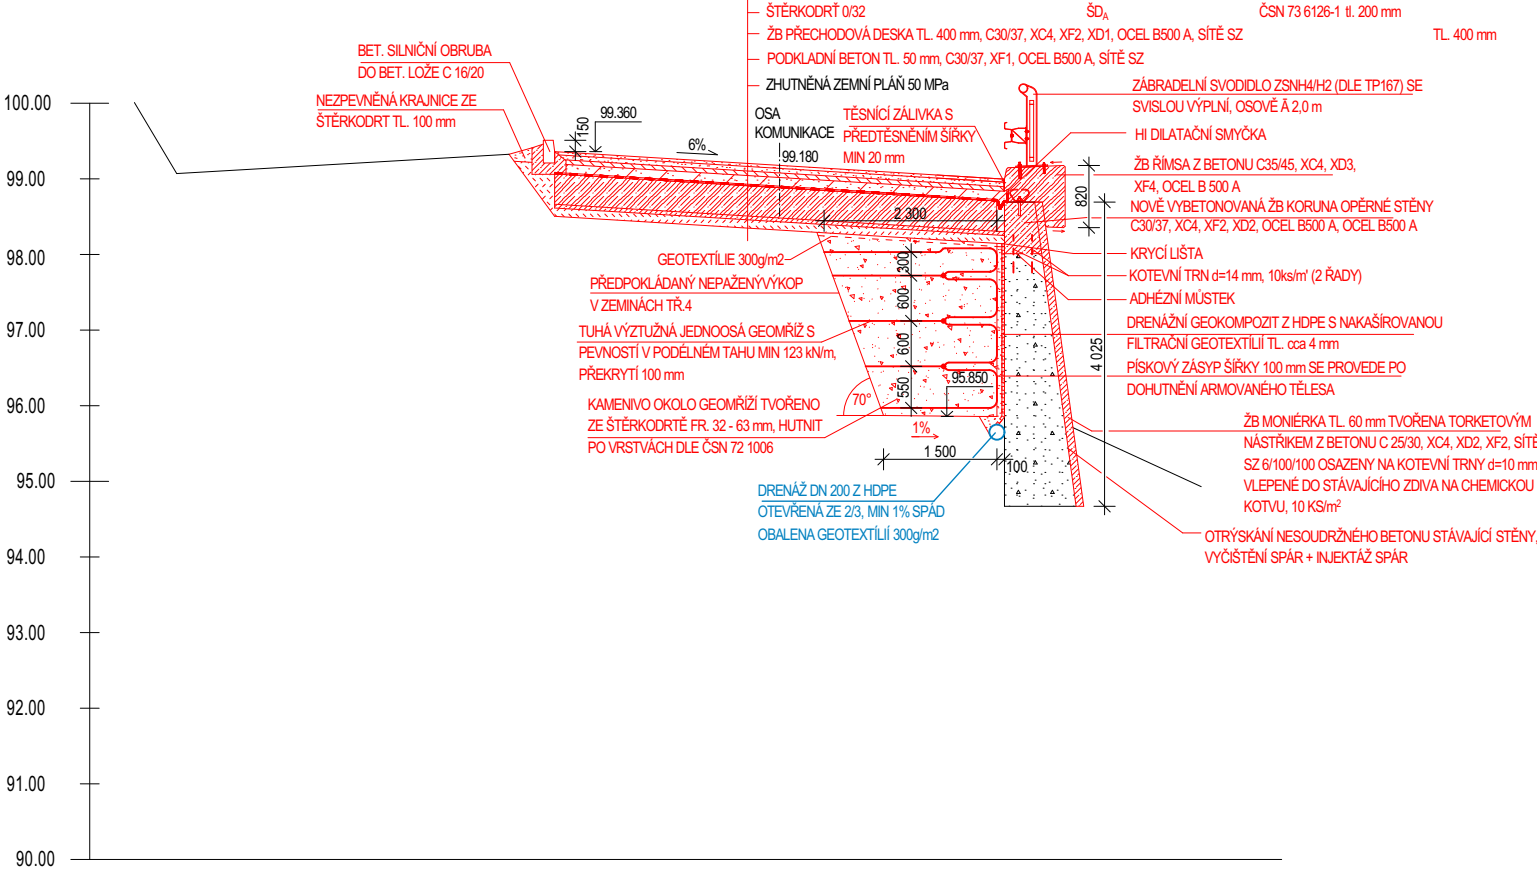 ŠTĚRKODRŤ 0/32 ŠDA ČSN 73 6126-1 tl. 200 mm
ŽB PŘECHODOVÁ DESKA TL. 400 mm, C30/37, XC4, XF2, XD1, OCEL B500 A, SÍTĚ SZ TL. 400 mm
PODKLADNÍ BETON TL. 50 mm, C30/37, XF1, OCEL B500 A, SÍTĚ SZ
ZHUTNĚNÁ ZEMNÍ PLÁŇ 50 MPa
BET. SILNIČNÍ OBRUBA
DO BET. LOŽE C 16/20
NEZPEVNĚNÁ KRAJNICE ZE
ŠTĚRKODRT TL. 100 mm
150
99.360
6%
OSA
KOMUNIKACE
99.180
TĚSNÍCÍ ZÁLIVKA S
PŘEDTĚSNĚNÍM ŠÍŘKY
MIN 20 mm
ZÁBRADELNÍ SVODIDLO ZSNH4/H2 (DLE TP167) SE
SVISLOU VÝPLNÍ, OSOVĚ Ā 2,0 m
HI DILATAČNÍ SMYČKA
ŽB ŘÍMSA Z BETONU C35/45, XC4, XD3,
XF4, OCEL B 500 A
NOVĚ VYBETONOVANÁ ŽB KORUNA OPĚRNÉ STĚNY
C30/37, XC4, XF2, XD2, OCEL B500 A, OCEL B500 A
KRYCÍ LIŠTA
KOTEVNÍ TRN d=14 mm, 10ks/m' (2 ŘADY)
ADHÉZNÍ MŮSTEK
DRENÁŽNÍ GEOKOMPOZIT Z HDPE S NAKAŠÍROVANOU
FILTRAČNÍ GEOTEXTÍLIÍ TL. cca 4 mm
PÍSKOVÝ ZÁSYP ŠÍŘKY 100 mm SE PROVEDE PO
DOHUTNĚNÍ ARMOVANÉHO TĚLESA
ŽB MONIÉRKA TL. 60 mm TVOŘENA TORKETOVÝM
NÁSTŘIKEM Z BETONU C 25/30, XC4, XD2, XF2, SÍTĚ
SZ 6/100/100 OSAZENY NA KOTEVNÍ TRNY d=10 mm
VLEPENÉ DO STÁVAJÍCÍHO ZDIVA NA CHEMICKOU
KOTVU, 10 KS/m²
OTRÝSKÁNÍ NESOUDRŽNÉHO BETONU STÁVAJÍCÍ STĚNY,
VYČIŠTĚNÍ SPÁR + INJEKTÁŽ SPÁR
820
4 025
2 300
GEOTEXTÍLIE 300g/m2
PŘEDPOKLÁDANÝ NEPAŽENÝVÝKOP
V ZEMINÁCH TŘ.4
TUHÁ VÝZTUŽNÁ JEDNOOSÁ GEOMŘÍŽ S
PEVNOSTÍ V PODÉLNÉM TAHU MIN 123 kN/m,
PŘEKRYTÍ 100 mm
KAMENIVO OKOLO GEOMŘÍŽÍ TVOŘENO
ZE ŠTĚRKODRTĚ FR. 32 - 63 mm, HUTNIT
PO VRSTVÁCH DLE ČSN 72 1006
300
600
600
550
95.850
70°
1%
1 500
100
DRENÁŽ DN 200 Z HDPE
OTEVŘENÁ ZE 2/3, MIN 1% SPÁD
OBALENA GEOTEXTÍLIÍ 300g/m2
100.00
99.00
98.00
97.00
96.00
95.00
94.00
93.00
92.00
91.00
90.00